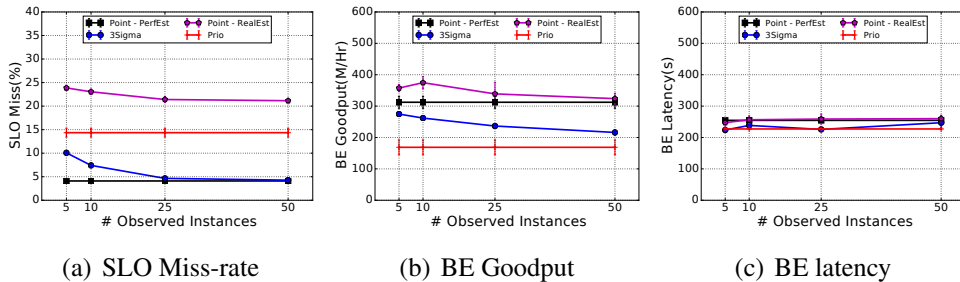 Point - PerfEst
Point - RealEst
3Sigma
Prio
SLO Miss(%)
40
35
30
25
20
15
10
5
0
5 10 25 50
# Observed Instances
(a) SLO Miss-rate
Point - PerfEst
Point - RealEst
3Sigma
Prio
BE Goodput(M/Hr)
600
500
400
300
200
100
0
5 10 25 50
# Observed Instances
(b) BE Goodput
Point - PerfEst
Point - RealEst
3Sigma
Prio
BE Latency(s)
600
500
400
300
200
100
0
5 10 25 50
# Observed Instances
(c) BE latency